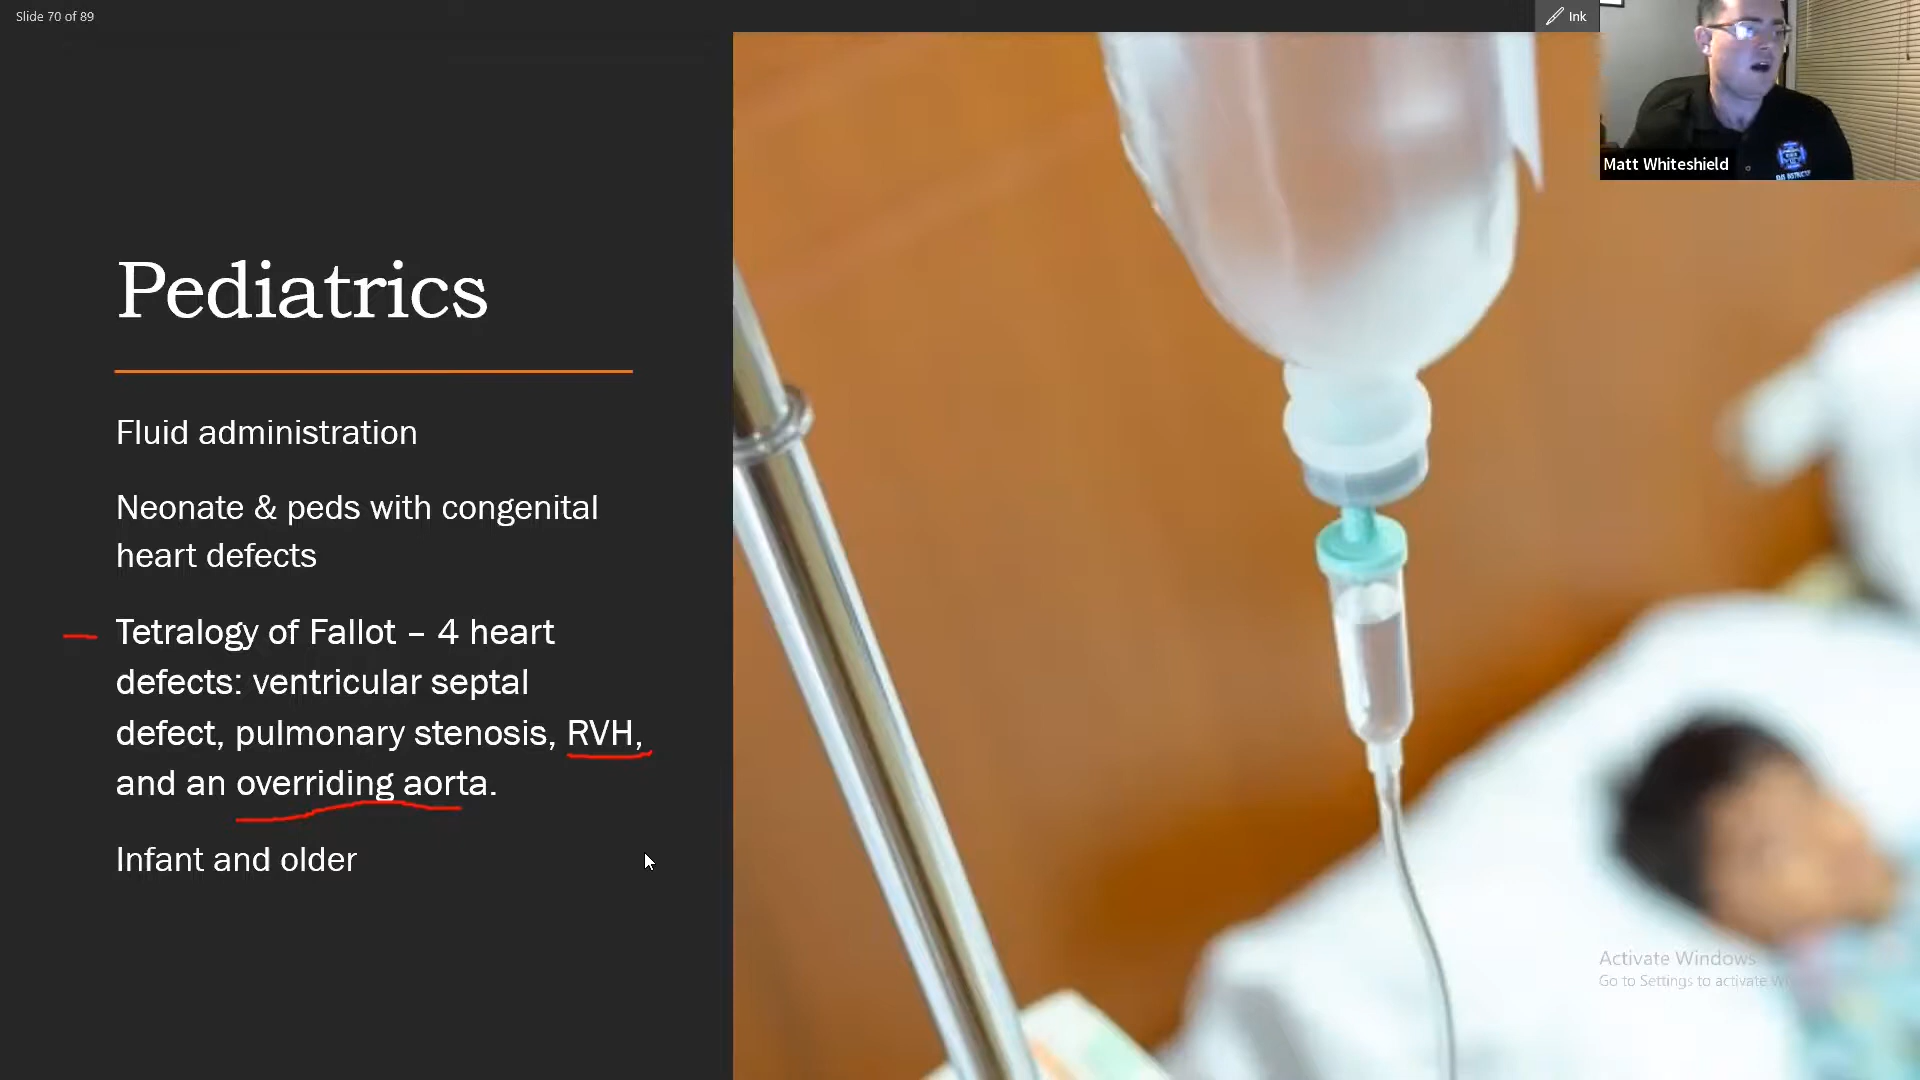 Slide 70 of 89
Ink
Matt Whiteshield
Pediatrics
Fluid administration
Neonate & peds with congenital
heart defects
Tetralogy of Fallot – 4 heart
defects: ventricular septal
defect, pulmonary stenosis, RVH,
and an overriding aorta.
Infant and older
Activate Windows
Go to Settings to activate